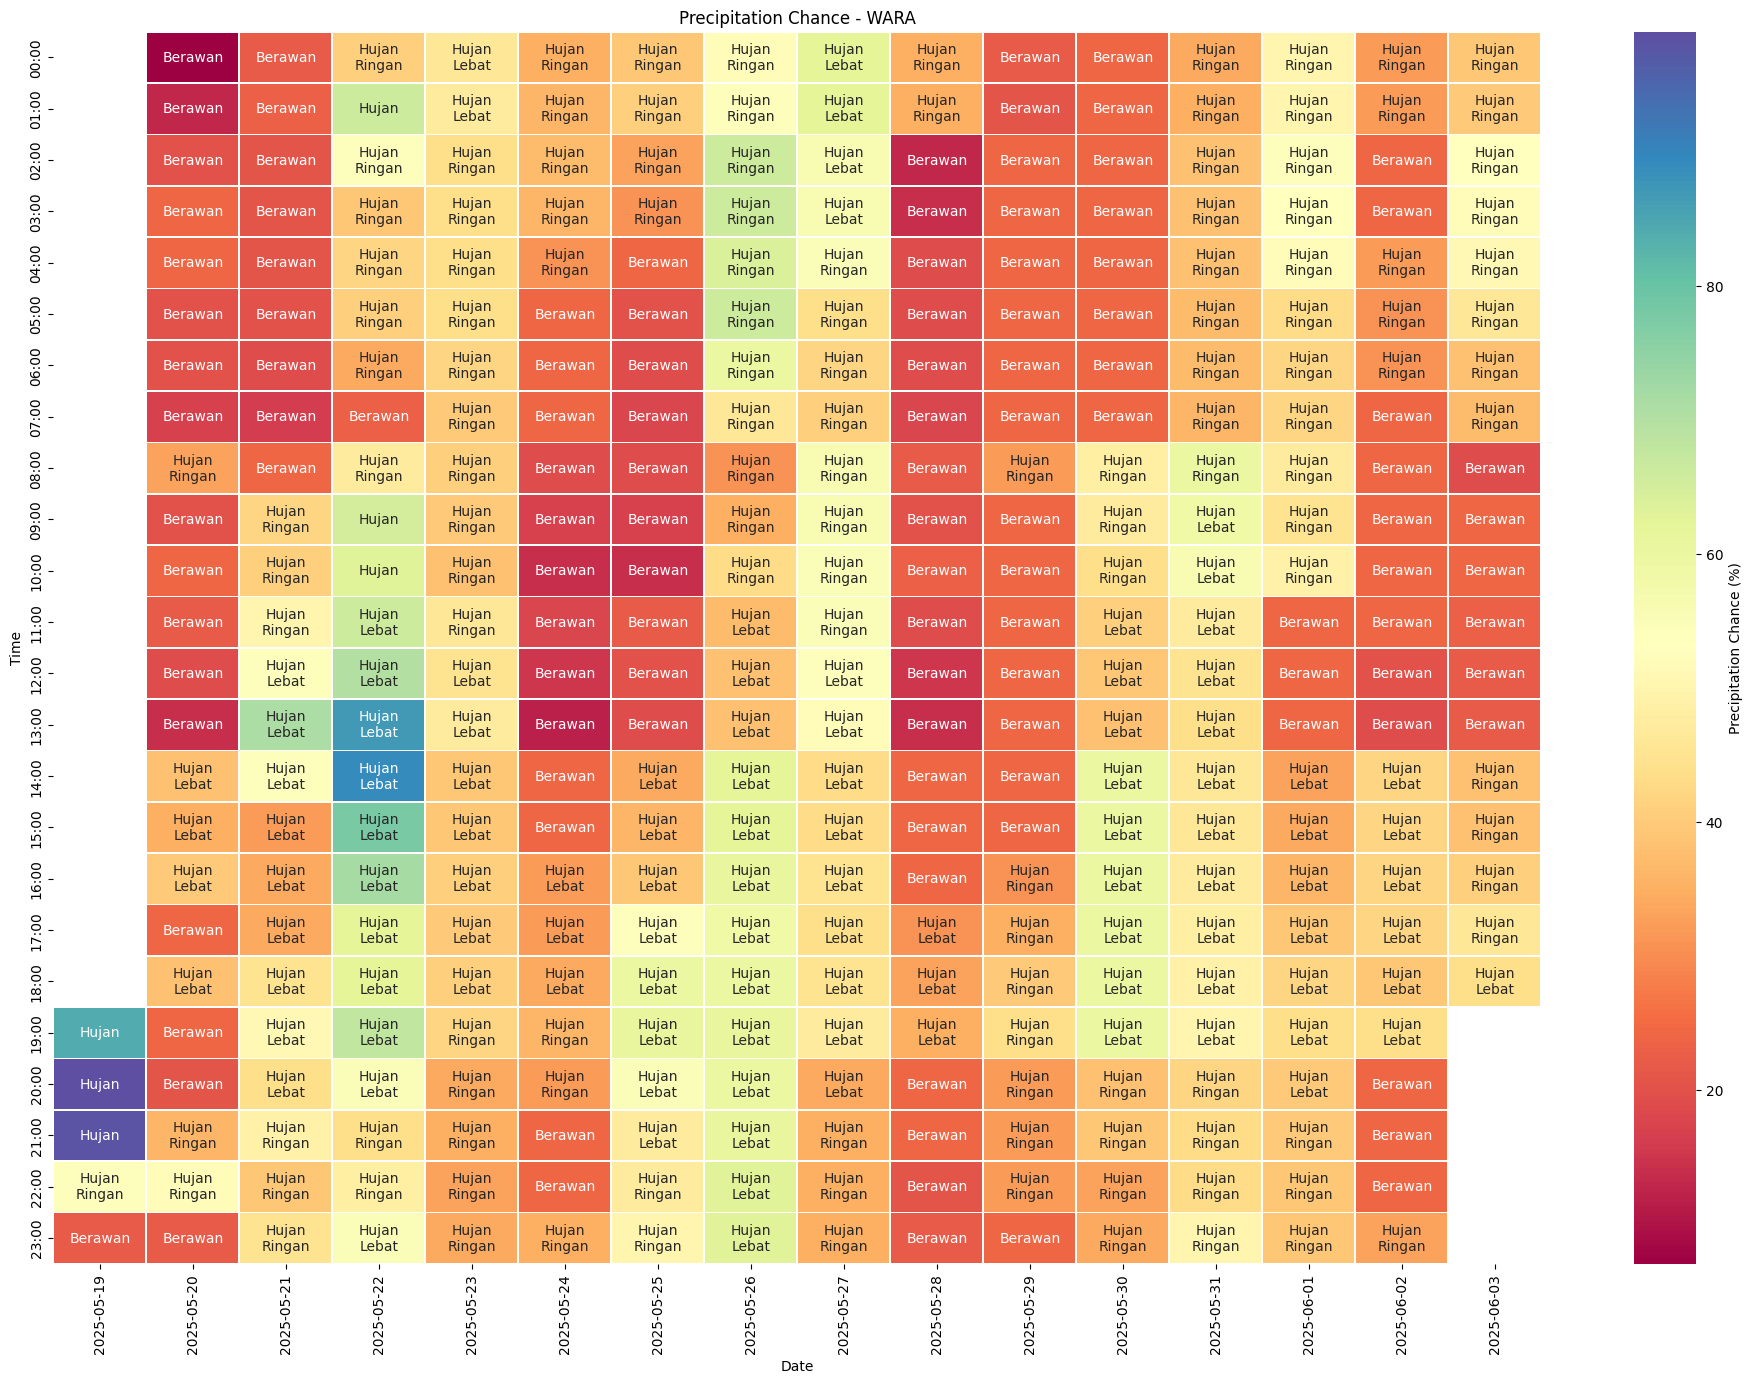 Precipitation Chance - WARA
00:00 Berawan Berawan Hujan Ringan Hujan Lebat Hujan Ringan Hujan Ringan Hujan Ringan Hujan Lebat Hujan Ringan Berawan Berawan Hujan Ringan Hujan Ringan Hujan Ringan Hujan Ringan
01:00 Berawan Berawan Hujan Hujan Lebat Hujan Ringan Hujan Ringan Hujan Ringan Hujan Lebat Hujan Ringan Berawan Berawan Hujan Ringan Hujan Ringan Hujan Ringan Hujan Ringan
02:00 Berawan Berawan Hujan Ringan Hujan Ringan Hujan Ringan Hujan Ringan Hujan Ringan Hujan Lebat Berawan Berawan Berawan Hujan Ringan Hujan Ringan Berawan Hujan Ringan
03:00 Berawan Berawan Hujan Ringan Hujan Ringan Hujan Ringan Hujan Ringan Hujan Ringan Hujan Lebat Berawan Berawan Berawan Hujan Ringan Hujan Ringan Berawan Hujan Ringan
04:00 Berawan Berawan Hujan Ringan Hujan Ringan Hujan Ringan Berawan Hujan Ringan Hujan Ringan Berawan Berawan Berawan Hujan Ringan Hujan Ringan Hujan Ringan Hujan Ringan
05:00 Berawan Berawan Hujan Ringan Hujan Ringan Berawan Berawan Hujan Ringan Hujan Ringan Berawan Berawan Berawan Hujan Ringan Hujan Ringan Hujan Ringan Hujan Ringan
06:00 Berawan Berawan Hujan Ringan Hujan Ringan Berawan Berawan Hujan Ringan Hujan Ringan Berawan Berawan Berawan Hujan Ringan Hujan Ringan Hujan Ringan Hujan Ringan
07:00 Berawan Berawan Berawan Hujan Ringan Berawan Berawan Hujan Ringan Hujan Ringan Berawan Berawan Berawan Hujan Ringan Hujan Ringan Berawan Hujan Ringan
08:00 Hujan Ringan Berawan Hujan Ringan Hujan Ringan Berawan Berawan Hujan Ringan Hujan Ringan Berawan Hujan Ringan Hujan Ringan Hujan Ringan Hujan Ringan Berawan Berawan
09:00 Berawan Hujan Ringan Hujan Hujan Ringan Berawan Berawan Hujan Ringan Hujan Ringan Berawan Berawan Hujan Ringan Hujan Lebat Hujan Ringan Berawan Berawan
10:00 Berawan Hujan Ringan Hujan Hujan Ringan Berawan Berawan Hujan Ringan Hujan Ringan Berawan Berawan Hujan Ringan Hujan Lebat Hujan Ringan Berawan Berawan
11:00 Berawan Hujan Ringan Hujan Lebat Hujan Ringan Berawan Berawan Hujan Lebat Hujan Ringan Berawan Berawan Hujan Lebat Hujan Lebat Berawan Berawan Berawan
12:00 Berawan Hujan Lebat Hujan Lebat Hujan Lebat Berawan Berawan Hujan Lebat Hujan Lebat Berawan Berawan Hujan Lebat Hujan Lebat Berawan Berawan Berawan
13:00 Berawan Hujan Lebat Hujan Lebat Hujan Lebat Berawan Berawan Hujan Lebat Hujan Lebat Berawan Berawan Hujan Lebat Hujan Lebat Berawan Berawan Berawan
14:00 Hujan Lebat Hujan Lebat Hujan Lebat Hujan Lebat Berawan Hujan Lebat Hujan Lebat Hujan Lebat Berawan Berawan Hujan Lebat Hujan Lebat Hujan Lebat Hujan Lebat Hujan Ringan
15:00 Hujan Lebat Hujan Lebat Hujan Lebat Hujan Lebat Berawan Hujan Lebat Hujan Lebat Hujan Lebat Berawan Berawan Hujan Lebat Hujan Lebat Hujan Lebat Hujan Lebat Hujan Ringan
16:00 Hujan Lebat Hujan Lebat Hujan Lebat Hujan Lebat Hujan Lebat Hujan Lebat Hujan Lebat Hujan Lebat Berawan Hujan Ringan Hujan Lebat Hujan Lebat Hujan Lebat Hujan Lebat Hujan Ringan
17:00 Berawan Hujan Lebat Hujan Lebat Hujan Lebat Hujan Lebat Hujan Lebat Hujan Lebat Hujan Lebat Hujan Lebat Hujan Ringan Hujan Lebat Hujan Lebat Hujan Lebat Hujan Lebat Hujan Ringan
18:00 Hujan Lebat Hujan Lebat Hujan Lebat Hujan Lebat Hujan Lebat Hujan Lebat Hujan Lebat Hujan Lebat Hujan Lebat Hujan Ringan Hujan Lebat Hujan Lebat Hujan Lebat Hujan Lebat Hujan Lebat
19:00 Hujan Berawan Hujan Lebat Hujan Lebat Hujan Ringan Hujan Ringan Hujan Lebat Hujan Lebat Hujan Lebat Hujan Lebat Hujan Ringan Hujan Lebat Hujan Lebat Hujan Lebat Hujan Lebat
20:00 Hujan Berawan Hujan Lebat Hujan Lebat Hujan Ringan Hujan Ringan Hujan Lebat Hujan Lebat Hujan Lebat Berawan Hujan Ringan Hujan Ringan Hujan Ringan Hujan Lebat Berawan
21:00 Hujan Hujan Ringan Hujan Ringan Hujan Ringan Hujan Ringan Berawan Hujan Lebat Hujan Lebat Hujan Ringan Berawan Hujan Ringan Hujan Ringan Hujan Ringan Hujan Ringan Berawan
22:00 Hujan Ringan Hujan Ringan Hujan Ringan Hujan Ringan Hujan Ringan Berawan Hujan Ringan Hujan Lebat Hujan Ringan Berawan Hujan Ringan Hujan Ringan Hujan Ringan Hujan Ringan Berawan
23:00 Berawan Berawan Hujan Ringan Hujan Lebat Hujan Ringan Hujan Ringan Hujan Ringan Hujan Lebat Hujan Ringan Berawan Berawan Hujan Ringan Hujan Ringan Hujan Ringan Hujan Ringan
Time
2025-05-19 2025-05-20 2025-05-21 2025-05-22 2025-05-23 2025-05-24 2025-05-25 2025-05-26 2025-05-27 2025-05-28 2025-05-29 2025-05-30 2025-05-31 2025-06-01 2025-06-02 2025-06-03
Date
80
60
40
20
Precipitation Chance (%)